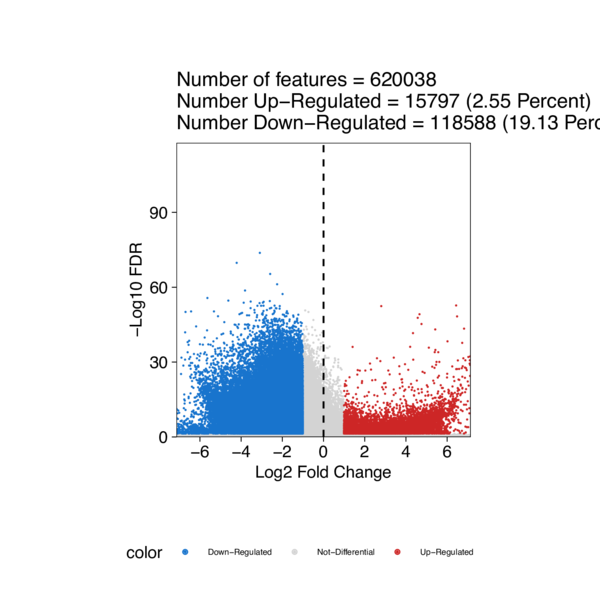 Number of features = 620038
Number Up−Regulated = 15797 (2.55 Percent)
Number Down−Regulated = 118588 (19.13 Perc
90
60
30
0
−Log10 FDR
−6 −4 −2 0 2 4 6
Log2 Fold Change
color Down−Regulated Not−Differential Up−Regulated